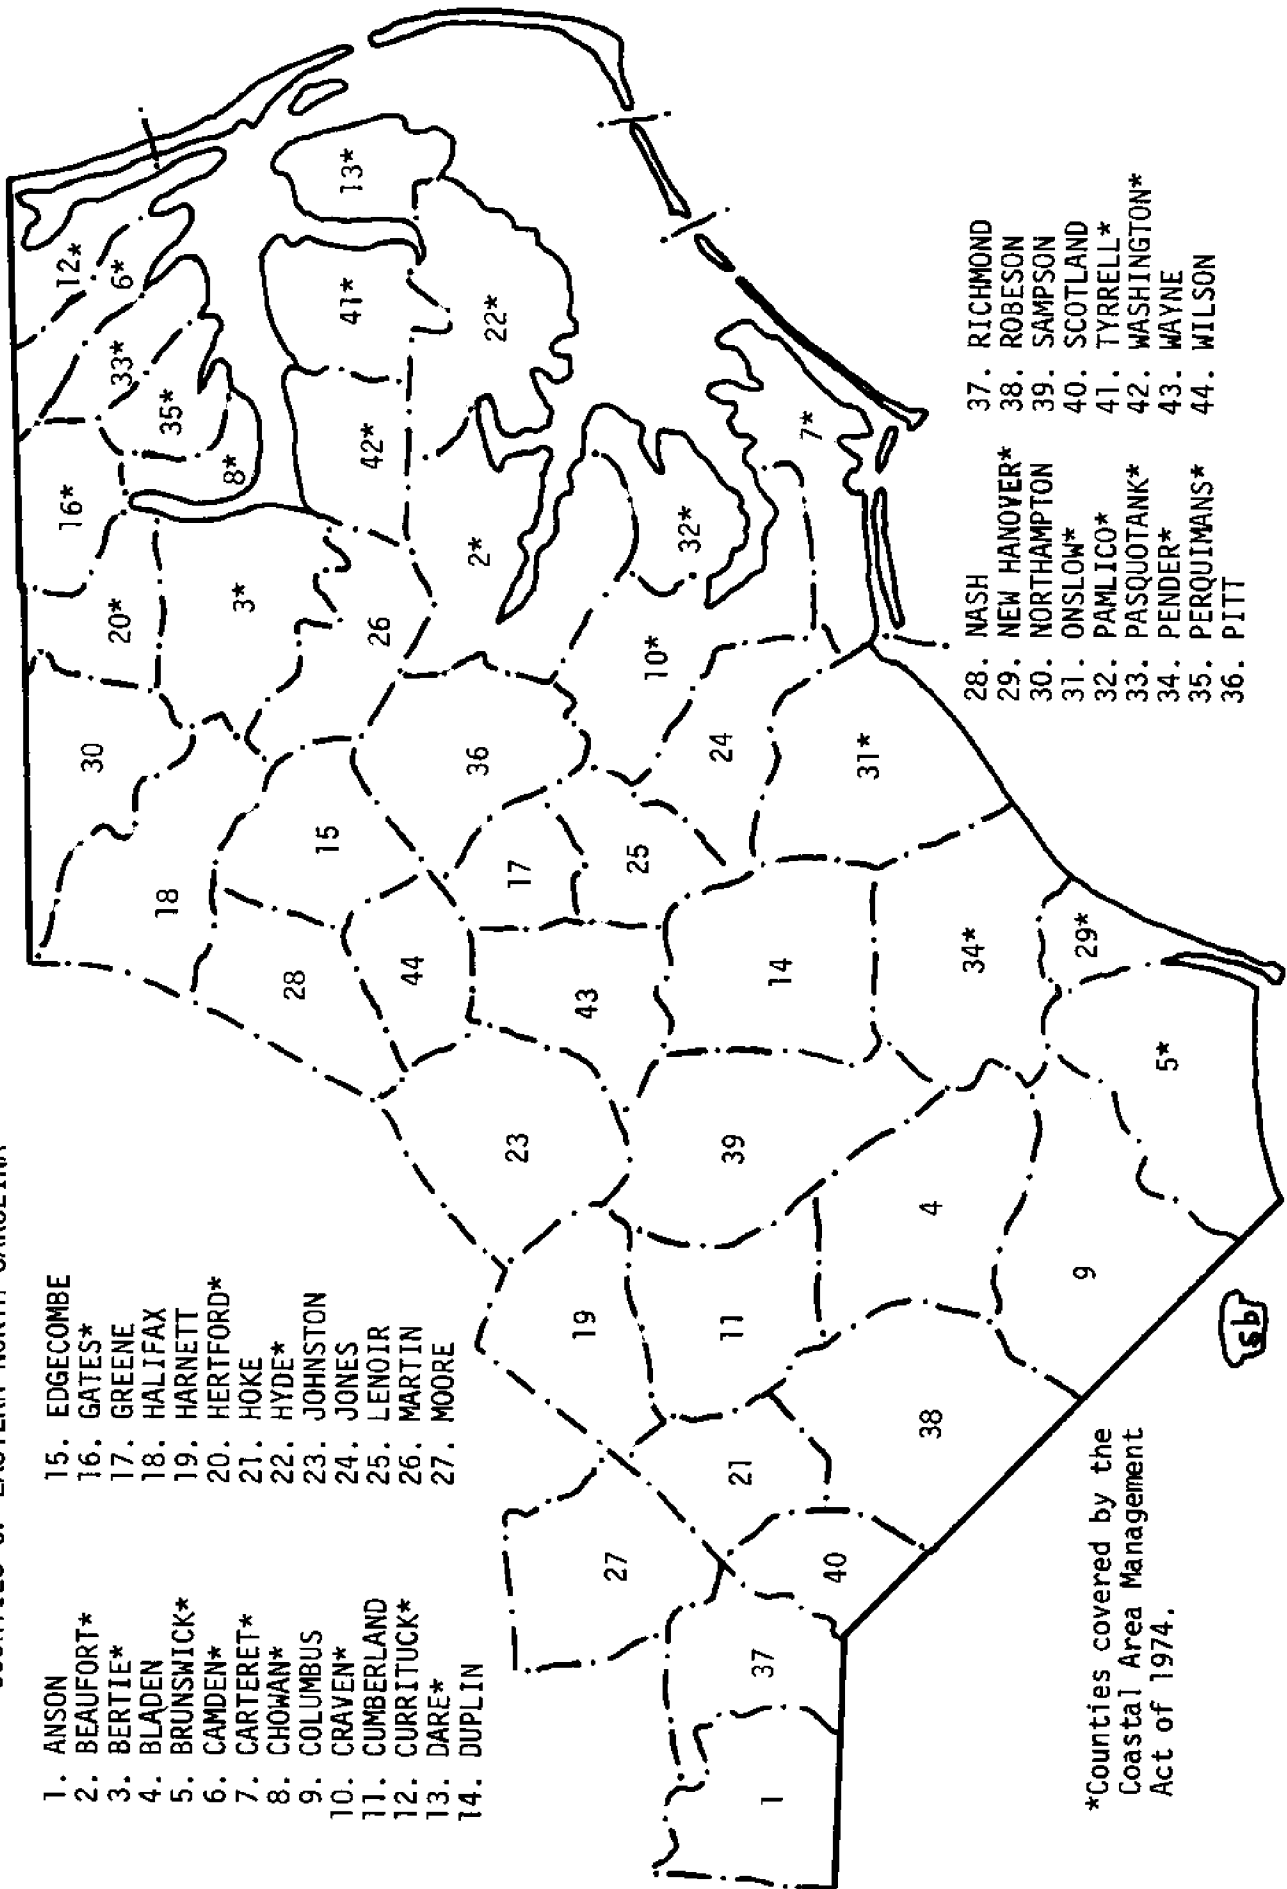 1. ANSON
2. BEAUFORT*
3. BERTIE*
4. BLADEN
5. BRUNSWICK*
6. CAMDEN*
7. CARTERET*
8. CHOWAN*
9. COLUMBUS
10. CRAVEN*
11. CUMBERLAND
12. CURRITUCK*
13. DARE*
14. DUPLIN
15. EDGECOMBE
16. GATES*
17. GREENE
18. HALIFAX
19. HARNETT
20. HERTFORD*
21. HOKE
22. HYDE*
23. JOHNSTON
24. JONES
25. LENOIR
26. MARTIN
27. MOORE
28. NASH
29. NEW HANOVER*
30. NORTHAMPTON
31. ONSLOW*
32. PAMLICO*
33. PASQUOTANK*
34. PENDER*
35. PERQUIMANS*
36. PITT
37. RICHMOND
38. ROBESON
39. SAMPSON
40. SCOTLAND
41. TYRRELL*
42. WASHINGTON*
43. WAYNE
44. WILSON
*Counties covered by the
Coastal Area Management
Act of 1974.
12*
6*
33*
35*
8*
16*
20*
30
3*
26
13*
41*
42*
22*
2*
7*
32*
10*
24
31*
18
15
36
17
25
28
44
43
14
34*
29*
23
39
5*
19
11
4
9
27
21
38
40
37
1
sb